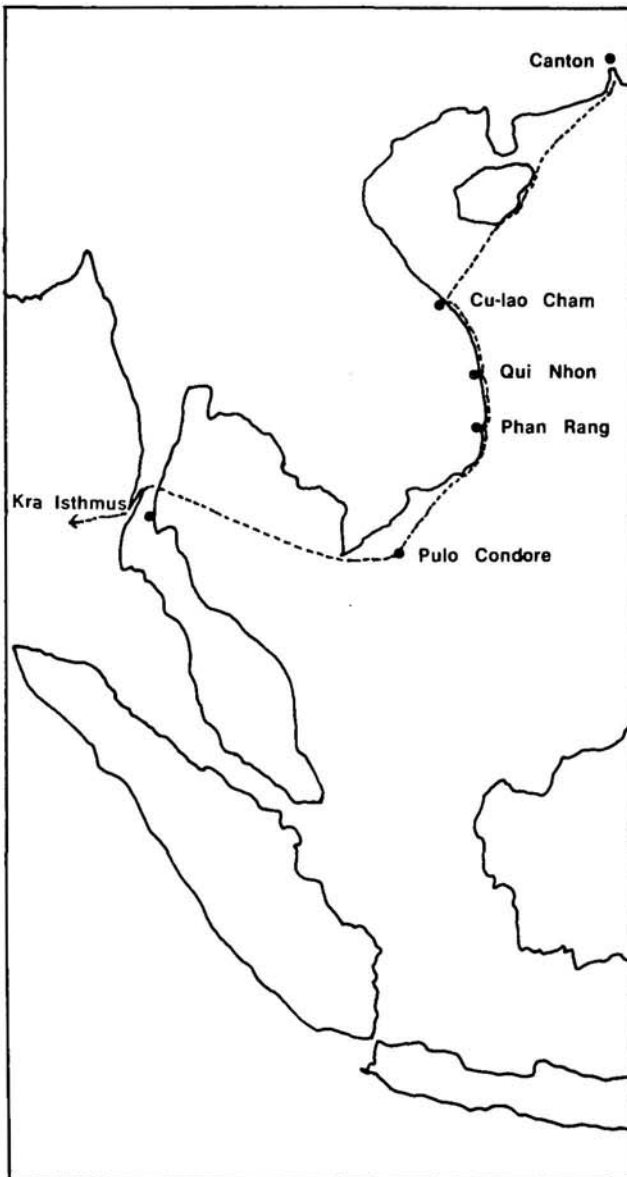 Canton
Cu-lao Cham
Qui Nhon
Phan Rang
Kra Isthmus
Pulo Condore